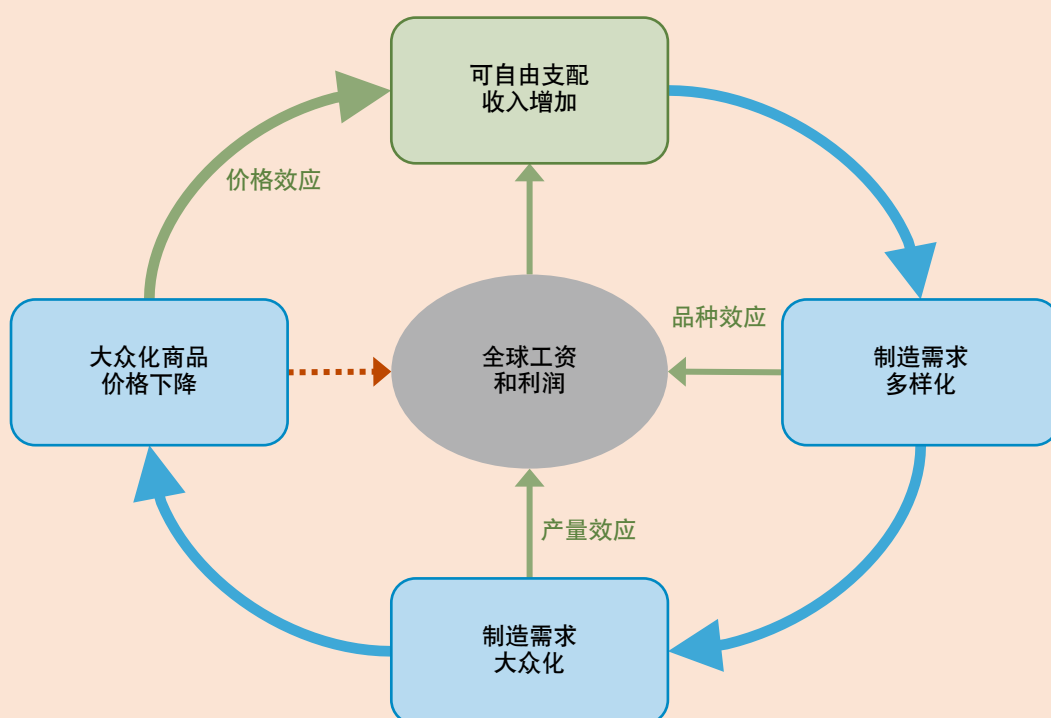 可自由支配
收入增加
价格效应
品种效应
大众化商品
价格下降
全球工资
和利润
制造需求
多样化
产量效应
制造需求
大众化